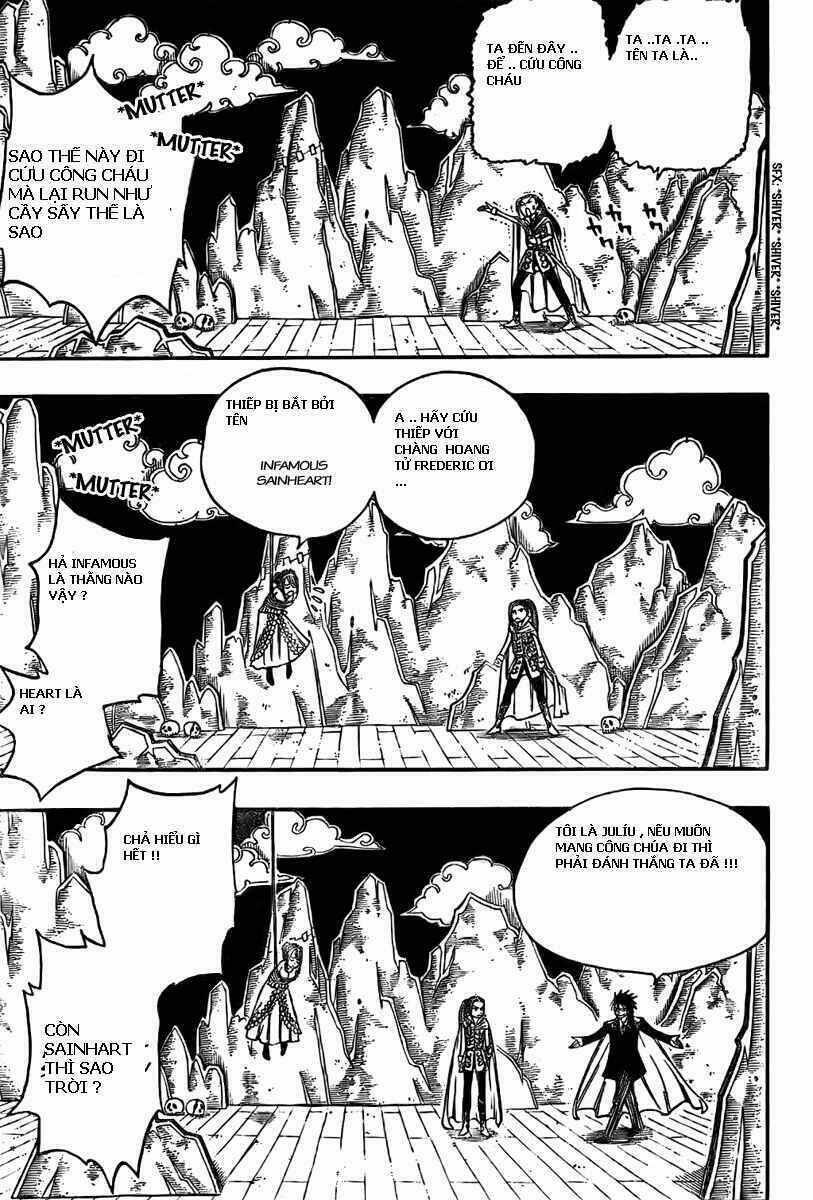 TA ..TA .TA ..
TÊN TA LÀ..
TA ĐẾN ĐÂY ..
ĐỂ .. CỨU CÔNG
CHÁU
*MUTTER*
*MUTTER*
SAO THẾ NÀY ĐI
CỨU CÔNG CHÁU
MÀ LẠI RUN NHƯ
CẦY SẤY THẾ LÀ
SAO
SFX: *SHIVER* *SHIVER* *SHIVER*
カ カ カ
A .. HÃY CỨU
THIẾP VỚI
CHÀNG HOANG
TỬ FREDERIC ƠI
...
THIẾP BỊ BẮT BỞI
TÊN
INFAMOUS
SAINHEART!
*MUTTER*
*MUTTER*
HẢ INFAMOUS
LÀ THẰNG NÀO
VẬY ?
HEART LÀ
AI ?
TÔI LÀ JULÍU , NẾU MUỐN
MANG CÔNG CHÚA ĐI THÌ
PHẢI ĐÁNH THẮNG TA ĐÃ !!!
CHẢ HIỂU GÌ
HẾT !!
CÒN
SAINHART
THÌ SAO
TRỜI ?